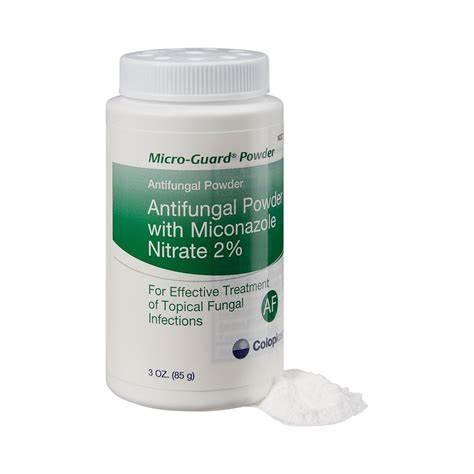 Micro-Guard® Powder
Antifungal Powder
Antifungal Powder
with Miconazole
Nitrate 2%
For Effective Treatment
of Topical Fungal
Infections
AF
Coloplast
3 OZ. (85 g)